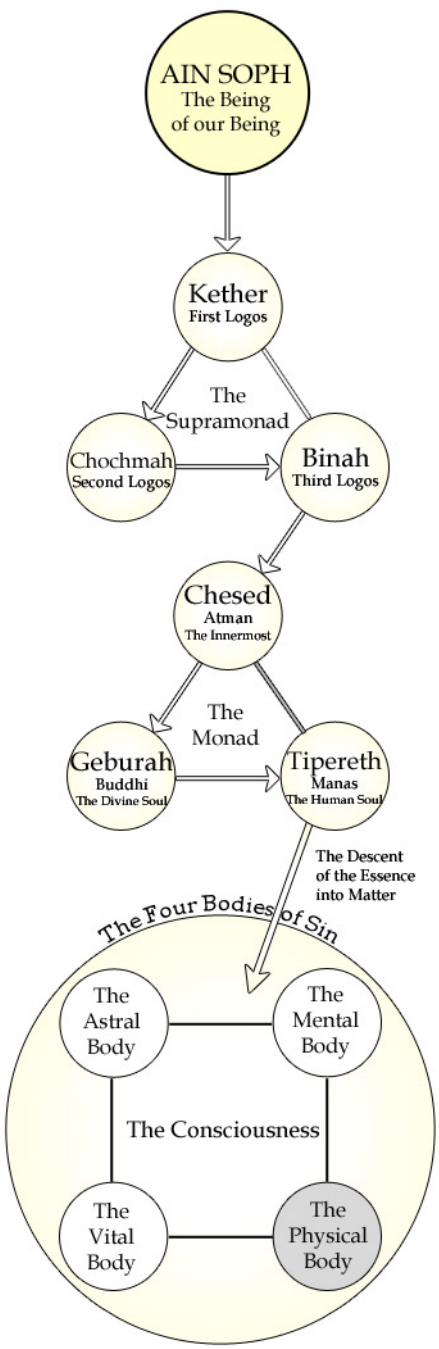 AIN SOPH
The Being
of our Being
Kether
First Logos
The
Supramonad
Chochmah
Second Logos
Binah
Third Logos
Chesed
Atman
The Innermost
The
Monad
Geburah
Buddhi
The Divine Soul
Tipereth
Manas
The Human Soul
The Descent
of the Essence
into Matter
The Four Bodies of Sin
The
Astral
Body
The
Mental
Body
The Consciousness
The
Vital
Body
The
Physical
Body